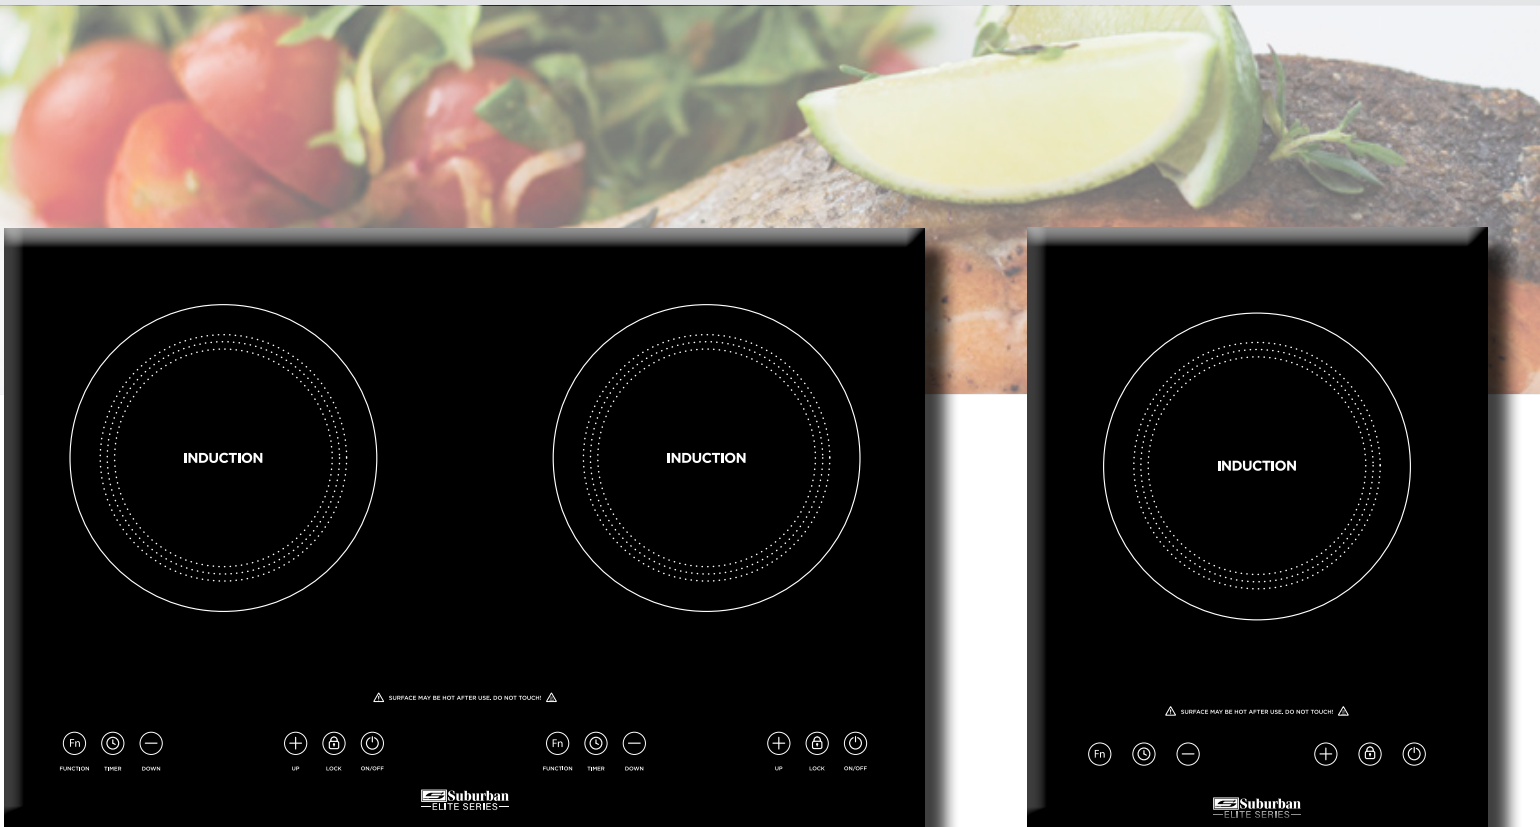 INDUCTION
INDUCTION
⚠ SURFACE MAY BE HOT AFTER USE. DO NOT TOUCH! ⚠
Fn
Fn
FUNCTION TIMER DOWN
UP LOCK ON/OFF
FUNCTION TIMER DOWN
UP LOCK ON/OFF
Suburban
ELITE SERIES
INDUCTION
⚠ SURFACE MAY BE HOT AFTER USE. DO NOT TOUCH! ⚠
Fn
Suburban
ELITE SERIES